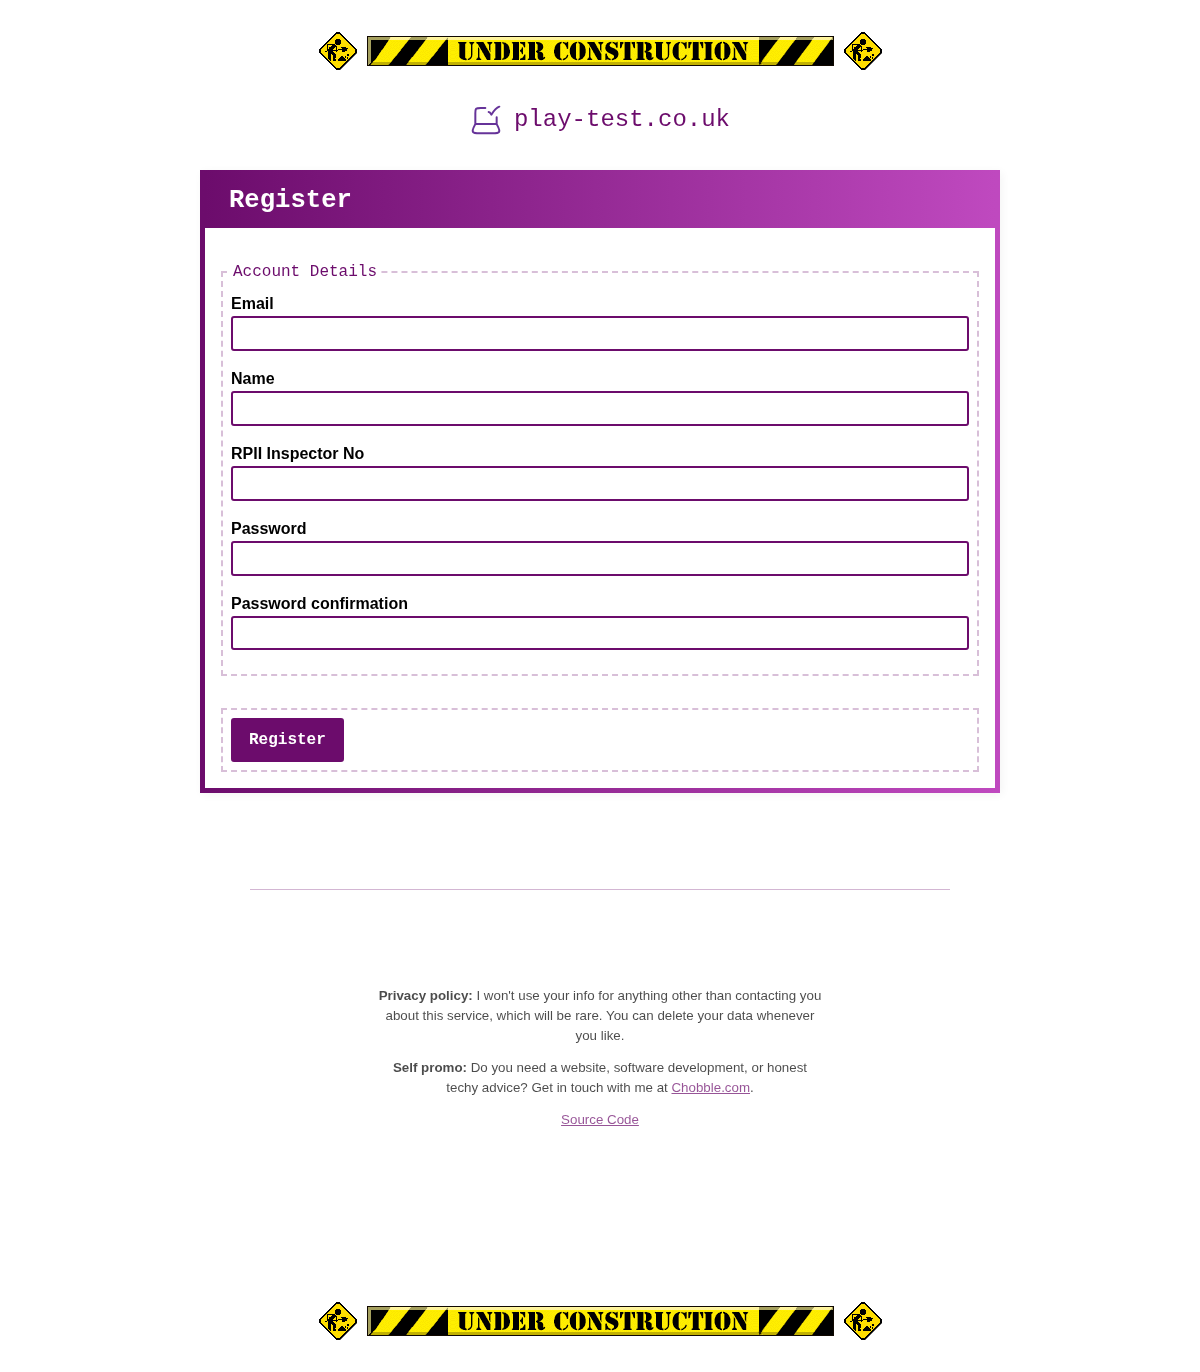 UNDER CONSTRUCTION
play-test.co.uk
Register
Account Details
Email
Name
RPII Inspector No
Password
Password confirmation
Register
Privacy policy: I won't use your info for anything other than contacting you
about this service, which will be rare. You can delete your data whenever
you like.
Self promo: Do you need a website, software development, or honest
techy advice? Get in touch with me at Chobble.com.
Source Code
UNDER CONSTRUCTION